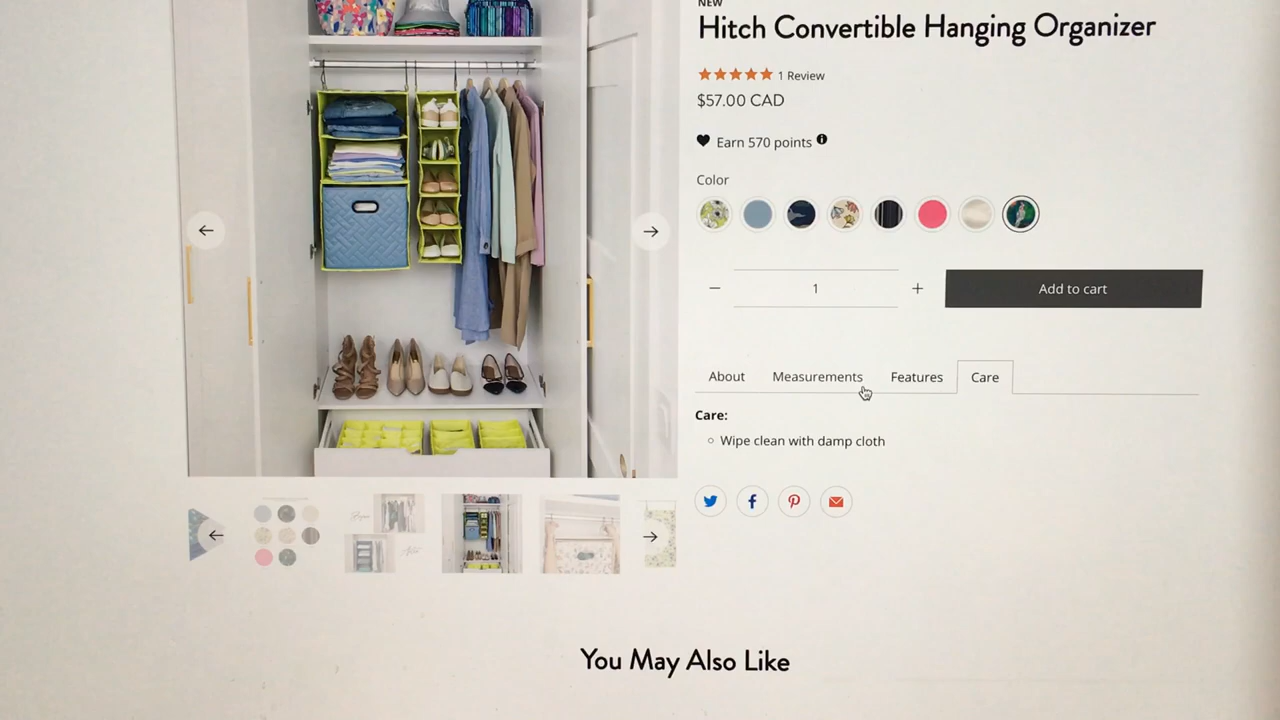 NEW
Hitch Convertible Hanging Organizer
1 Review
$57.00 CAD
Earn 570 points
Color
1
Add to cart
About Measurements Features Care
Care:
Wipe clean with damp cloth
You May Also Like